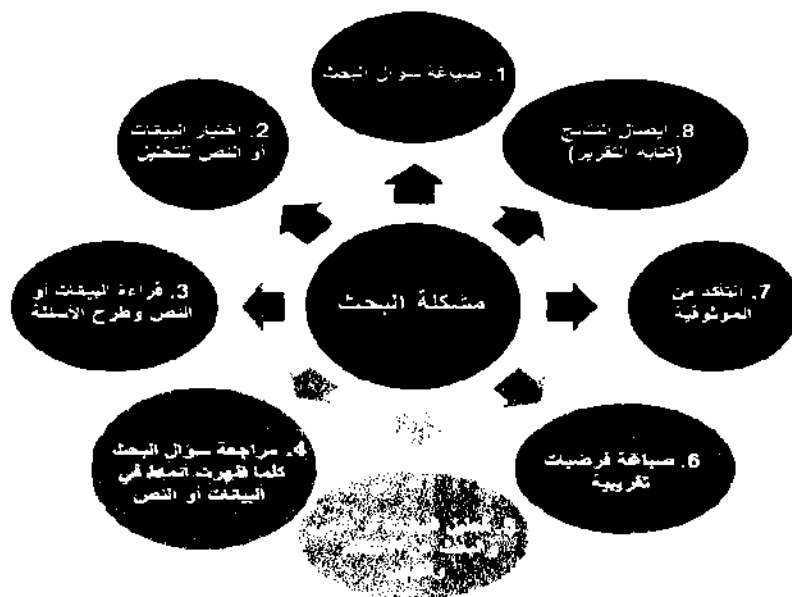 1. صياغة سؤال البحث
2. اختيار البيانات
أو النص للتحليل
3. قراءة البيانات أو
النص وطرح الأسئلة
4. مراجعة سؤال البحث
كلما ظهرت أنماط في
البيانات أو النص
6. صياغة فرضيات
تقريبية
7. التأكد من
الموثوقية
8. ايصال النتائج
(كتابة التقرير)
مشكلة البحث